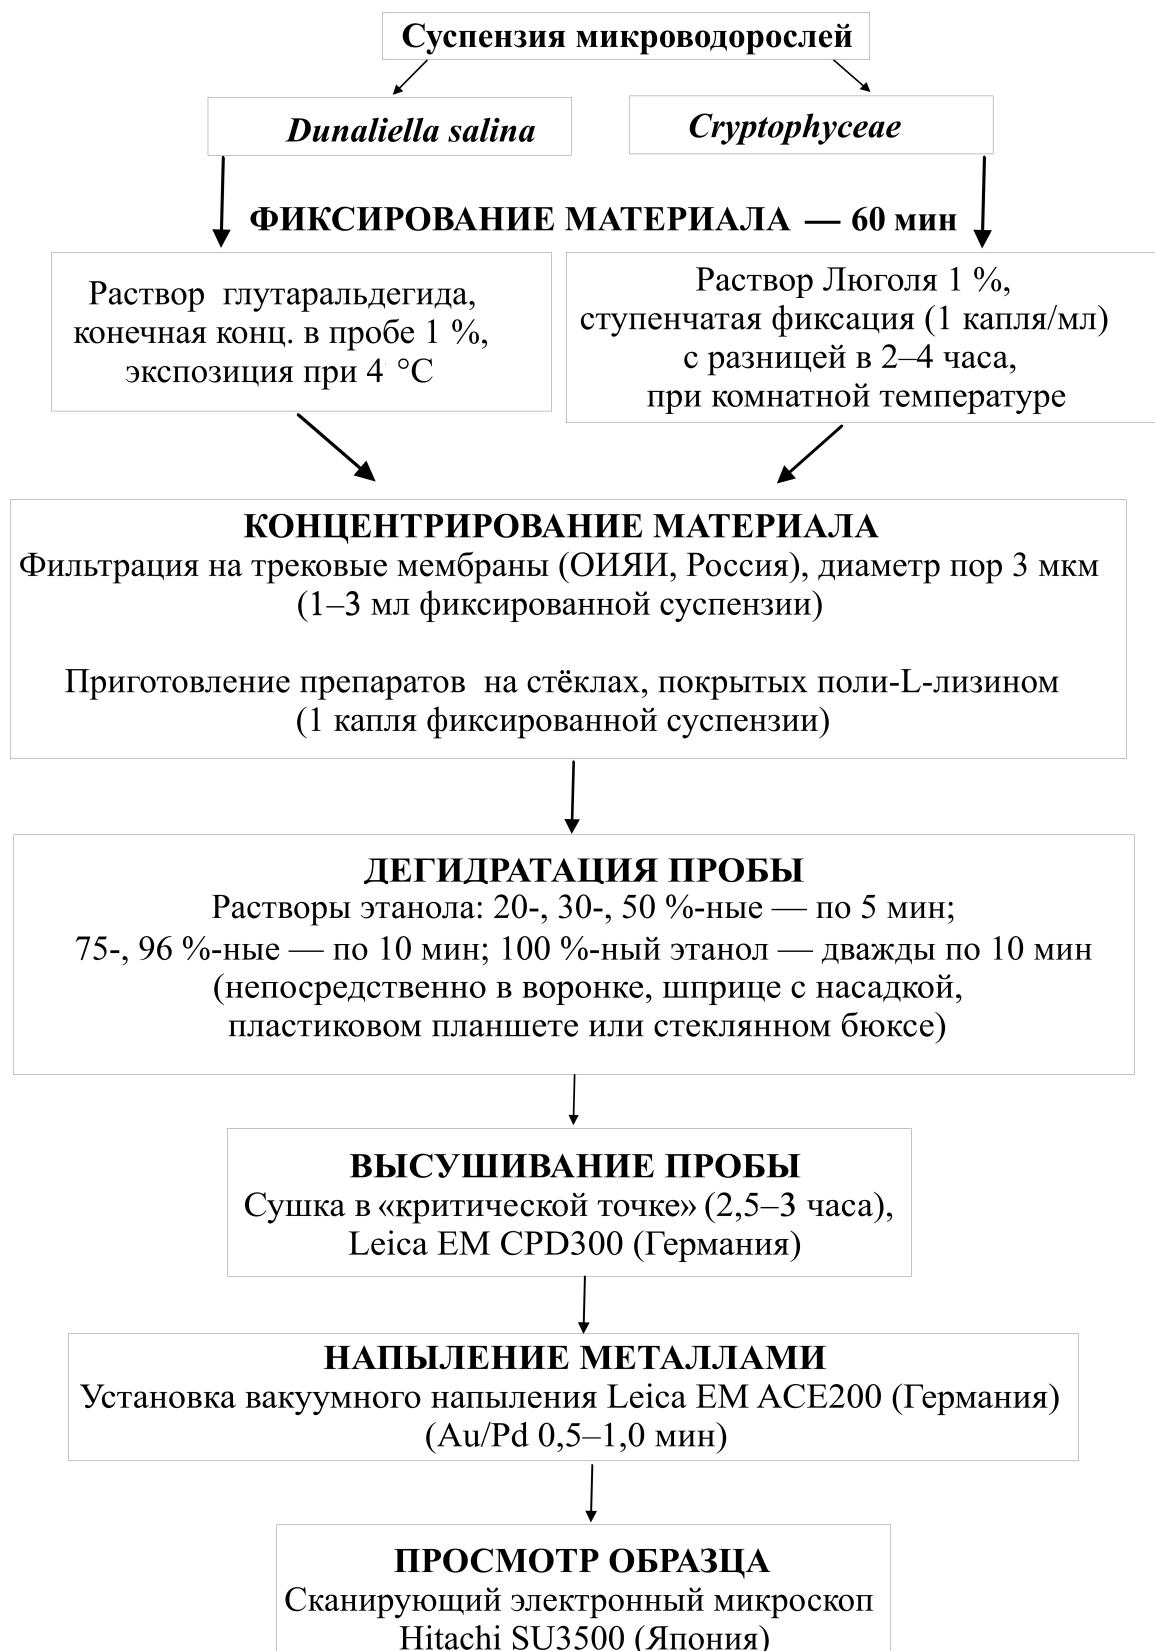 Суспензия микроводорослей
Dunaliella salina
Cryptophyceae
ФИКСИРОВАНИЕ МАТЕРИАЛА — 60 мин
Раствор глутаральдегида,
конечная конц. в пробе 1 %,
экспозиция при 4 °C
Раствор Люголя 1 %,
ступенчатая фиксация (1 капля/мл)
с разницей в 2–4 часа,
при комнатной температуре
КОНЦЕНТРИРОВАНИЕ МАТЕРИАЛА
Фильтрация на трековые мембраны (ОИЯИ, Россия), диаметр пор 3 мкм
(1–3 мл фиксированной суспензии)
Приготовление препаратов на стёклах, покрытых поли-L-лизином
(1 капля фиксированной суспензии)
ДЕГИДРАТАЦИЯ ПРОБЫ
Растворы этанола: 20-, 30-, 50 %-ные — по 5 мин;
75-, 96 %-ные — по 10 мин; 100 %-ный этанол — дважды по 10 мин
(непосредственно в воронке, шприце с насадкой,
пластиковом планшете или стеклянном бюксе)
ВЫСУШИВАНИЕ ПРОБЫ
Сушка в «критической точке» (2,5–3 часа),
Leica EM CPD300 (Германия)
НАПЫЛЕНИЕ МЕТАЛЛАМИ
Установка вакуумного напыления Leica EM ACE200 (Германия)
(Au/Pd 0,5–1,0 мин)
ПРОСМОТР ОБРАЗЦА
Сканирующий электронный микроскоп
Hitachi SU3500 (Япония)